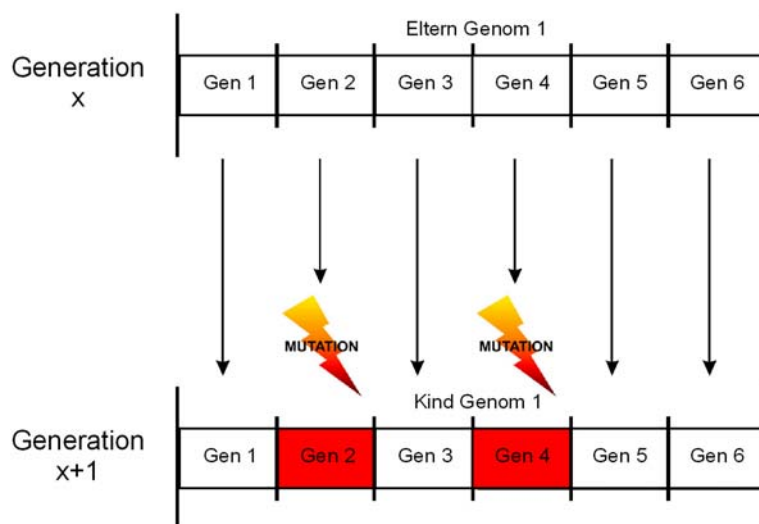 Eltern Genom 1
Generation
x
Gen 1 Gen 2 Gen 3 Gen 4 Gen 5 Gen 6
MUTATION MUTATION
Kind Genom 1
Generation
x+1
Gen 1 Gen 2 Gen 3 Gen 4 Gen 5 Gen 6